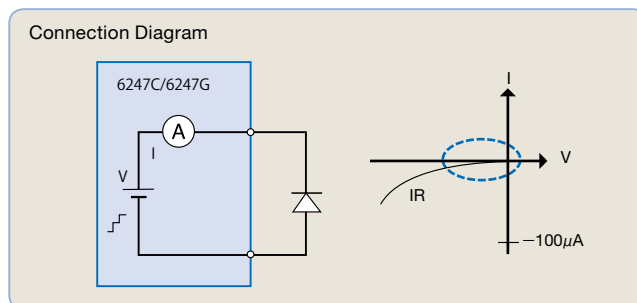 Connection Diagram
6247C/6247G
A
I
V
I
V
IR
−100μA